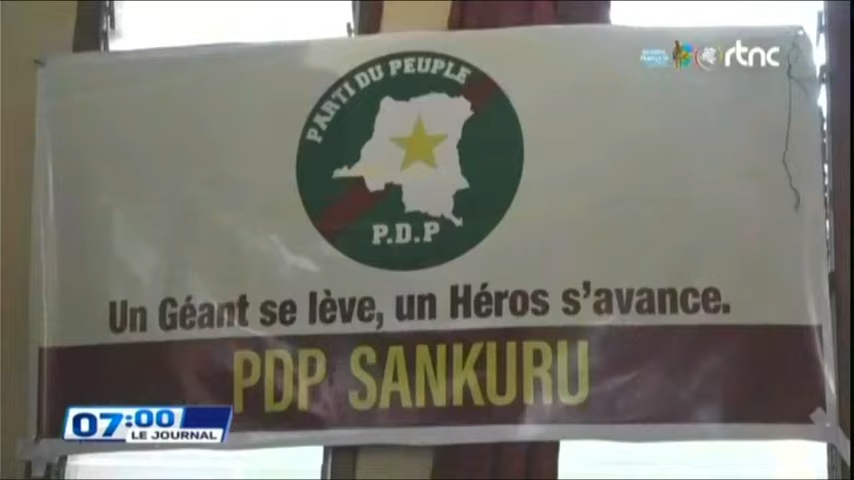 rtnc
PARTI DU PEUPLE
P.D.P
Un Géant se lève, un Héros s'avance.
PDP SANKURU
07:00
LE JOURNAL